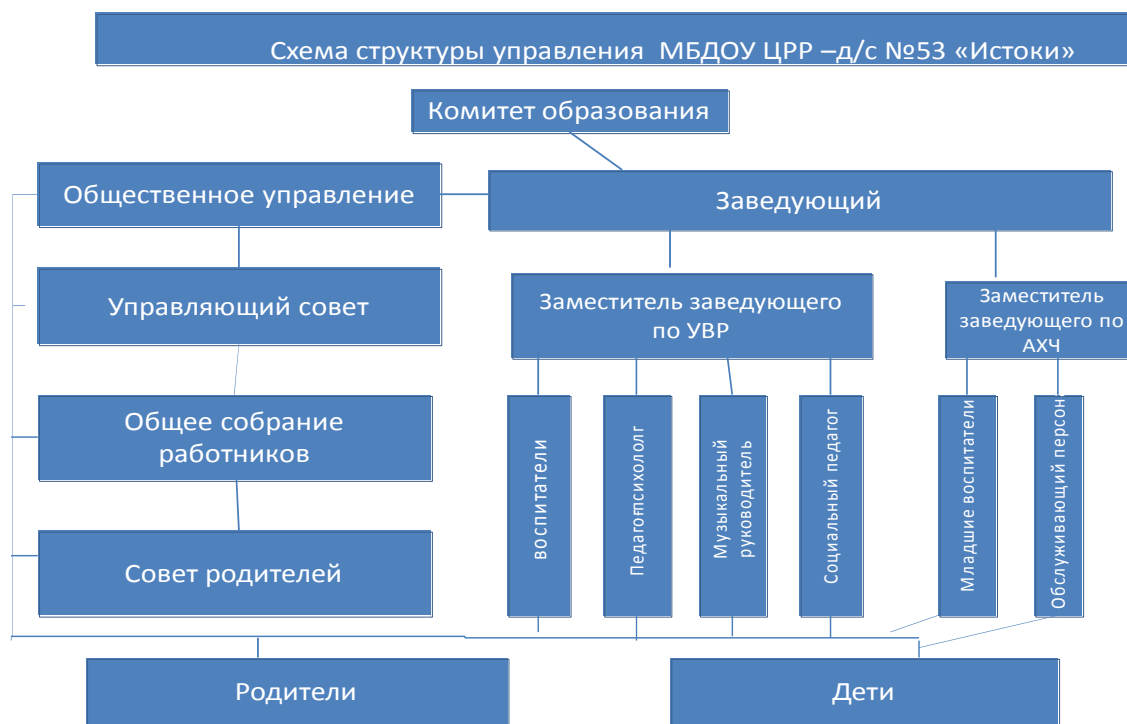 Схема структуры управления МБДОУ ЦРР –д/с №53 «Истоки»
Комитет образования
Общественное управление
Заведующий
Управляющий совет
Заместитель заведующего
по УВР
Заместитель
заведующего по
АХЧ
Общее собрание
работников
Совет родителей
воспитатели
Педагог-психололг
Музыкальный
руководитель
Социальный педагог
Младшие воспитатели
Обслуживающий персон
Родители
Дети